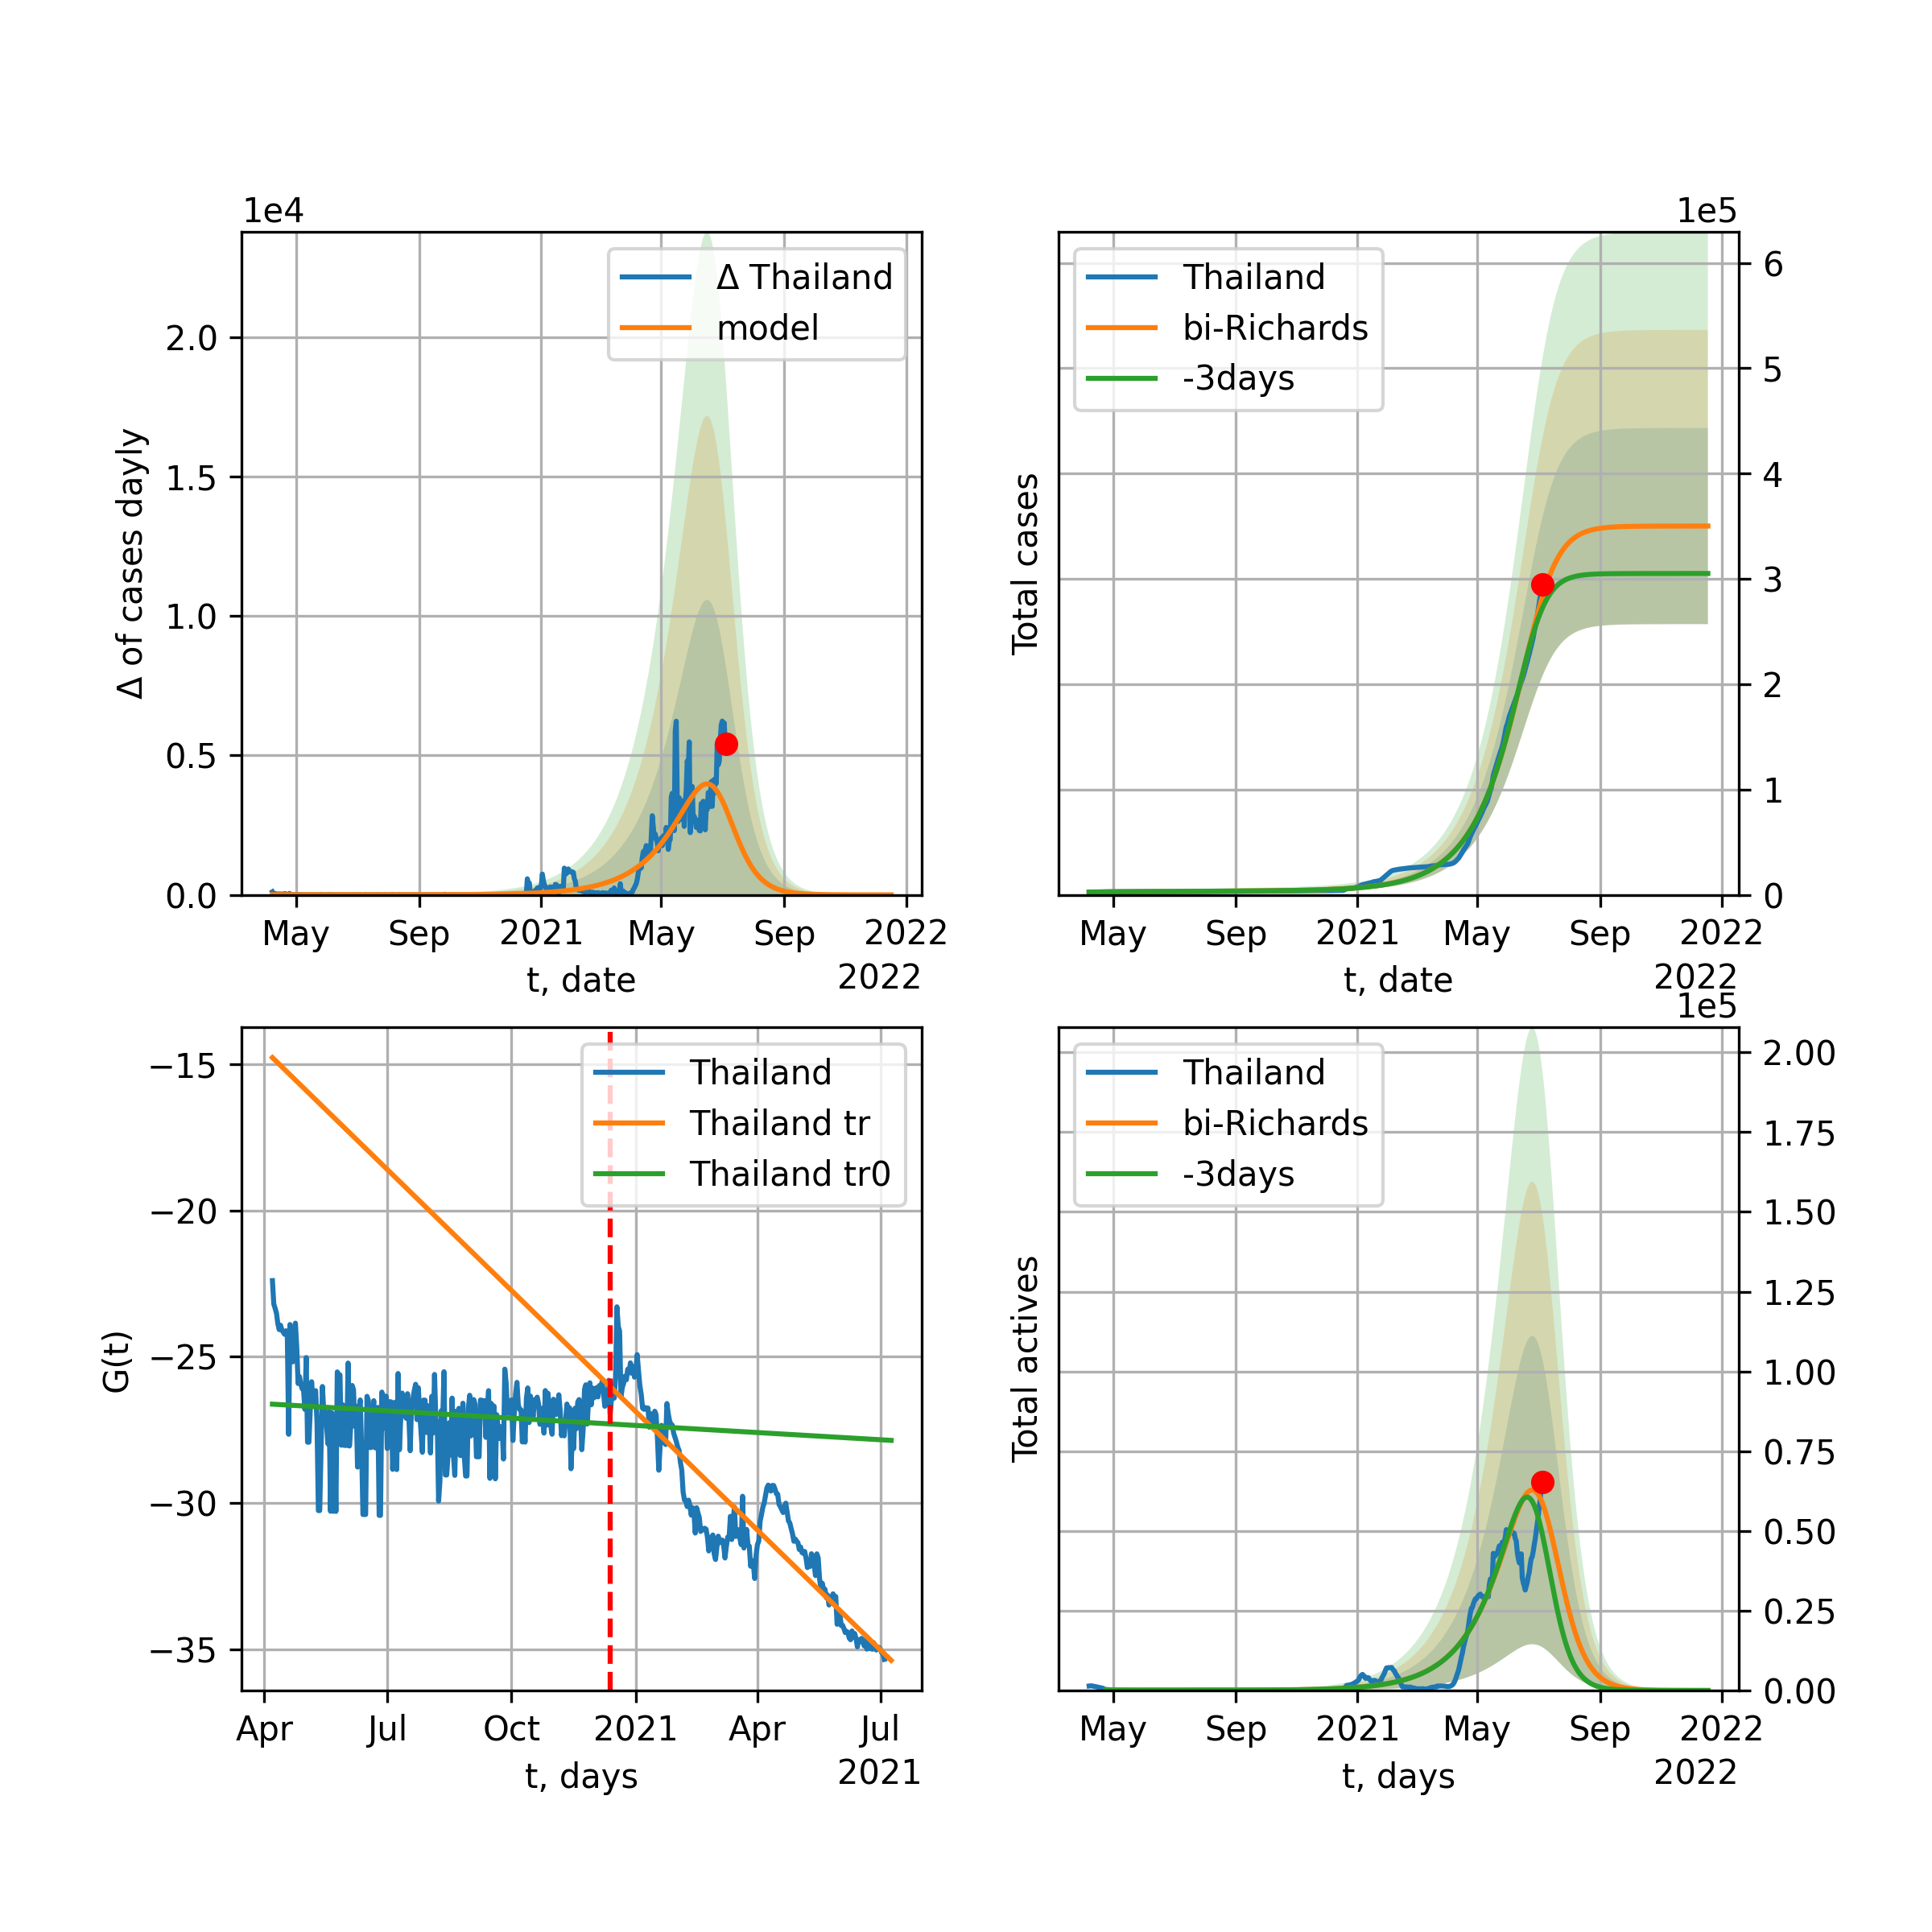 1e4
Δ Thailand
model
2.0
1.5
1.0
0.5
0.0
Δ of cases dayly
May Sep 2021 May Sep 2022
t, date
2022
1e5
Thailand
bi-Richards
-3days
6
5
4
3
2
1
0
Total cases
May Sep 2021 May Sep 2022
t, date
2022
Thailand
Thailand tr
Thailand tr0
−15
−20
−25
−30
−35
G(t)
Apr Jul Oct 2021 Apr Jul
t, days
2021
1e5
Thailand
bi-Richards
-3days
2.00
1.75
1.50
1.25
1.00
0.75
0.50
0.25
0.00
Total actives
May Sep 2021 May Sep 2022
t, days
2022